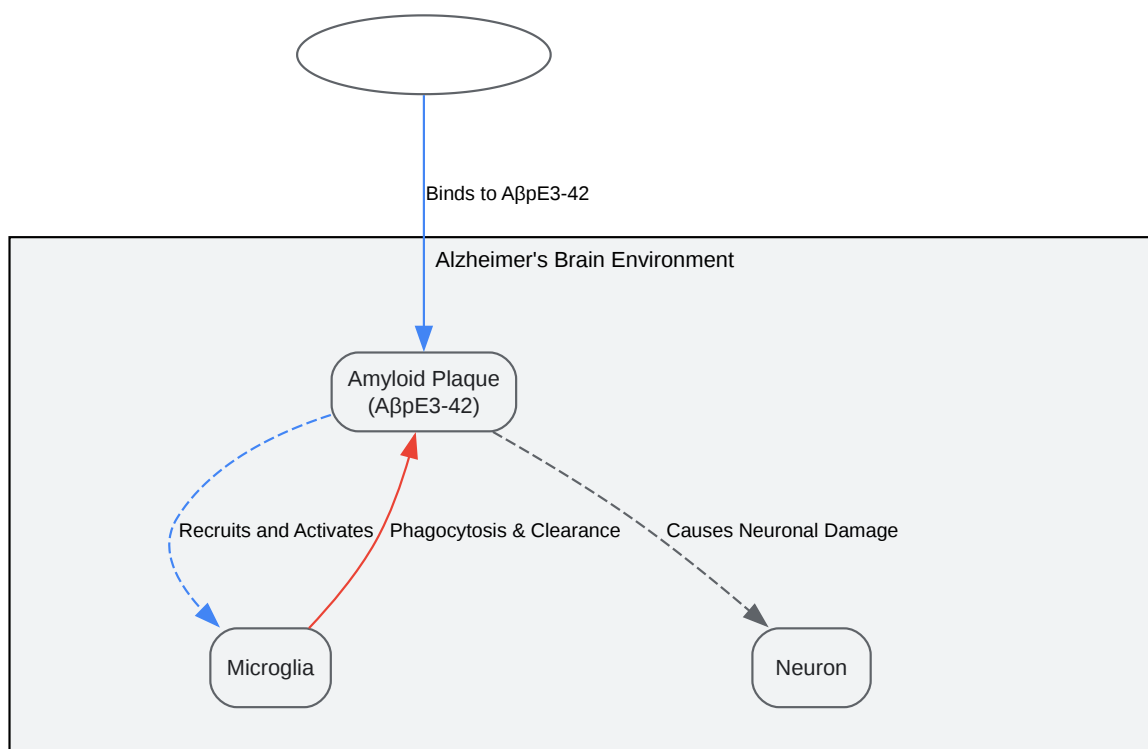 Binds to AβpE3-42
Alzheimer's Brain Environment
Amyloid Plaque
(AβpE3-42)
Recruits and Activates
Phagocytosis & Clearance
Causes Neuronal Damage
Microglia
Neuron